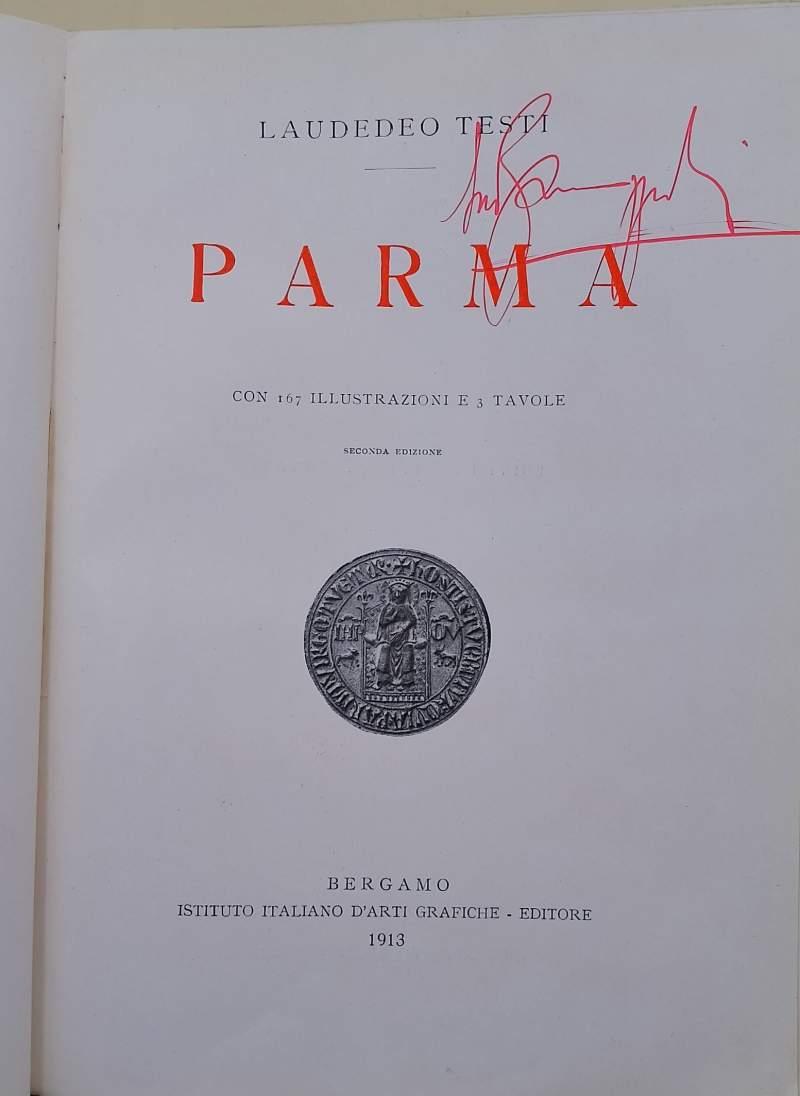 LAUDEDEO TESTI
PARMA
CON 167 ILLUSTRAZIONI E 3 TAVOLE
SECONDA EDIZIONE
BERGAMO
ISTITUTO ITALIANO D'ARTI GRAFICHE - EDITORE
1913